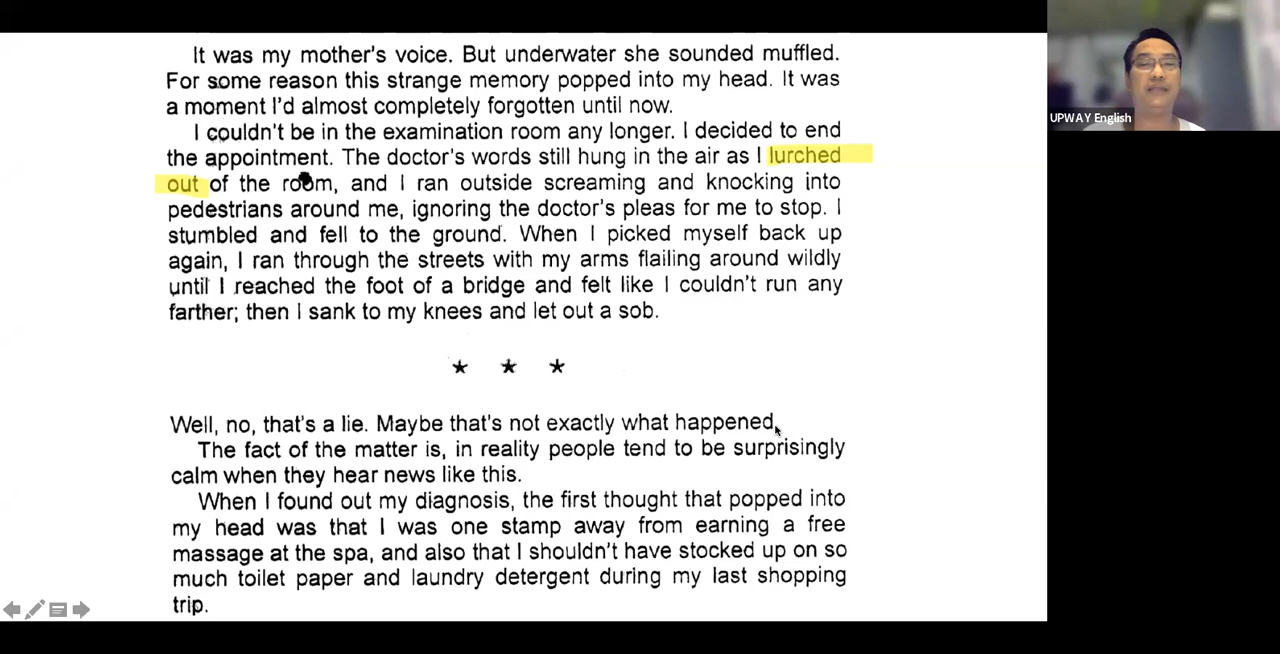 It was my mother's voice. But underwater she sounded muffled.
For some reason this strange memory popped into my head. It was
a moment I'd almost completely forgotten until now.
I couldn't be in the examination room any longer. I decided to end
the appointment. The doctor's words still hung in the air as I lurched
out of the room, and I ran outside screaming and knocking into
pedestrians around me, ignoring the doctor's pleas for me to stop. I
stumbled and fell to the ground. When I picked myself back up
again, I ran through the streets with my arms flailing around wildly
until I reached the foot of a bridge and felt like I couldn't run any
farther; then I sank to my knees and let out a sob.
* * *
Well, no, that's a lie. Maybe that's not exactly what happened.
The fact of the matter is, in reality people tend to be surprisingly
calm when they hear news like this.
When I found out my diagnosis, the first thought that popped into
my head was that I was one stamp away from earning a free
massage at the spa, and also that I shouldn't have stocked up on so
much toilet paper and laundry detergent during my last shopping
trip.
UPWAY English